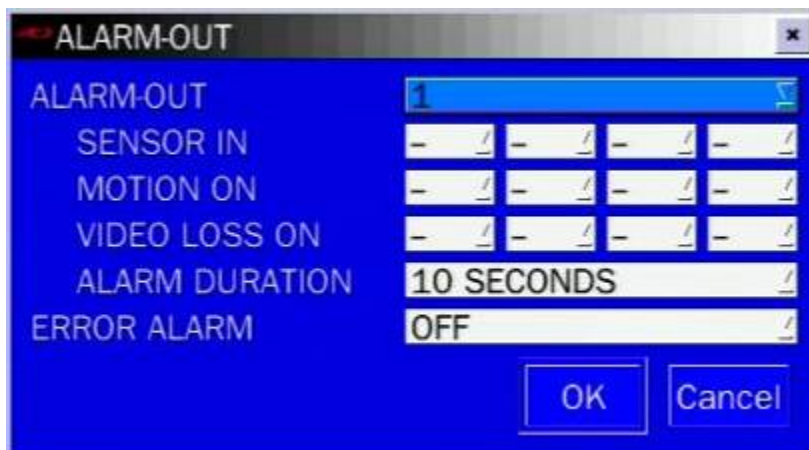 ALARM-OUT
ALARM-OUT 1
SENSOR IN - - - -
MOTION ON - - - -
VIDEO LOSS ON - - - -
ALARM DURATION 10 SECONDS
ERROR ALARM OFF
OK Cancel